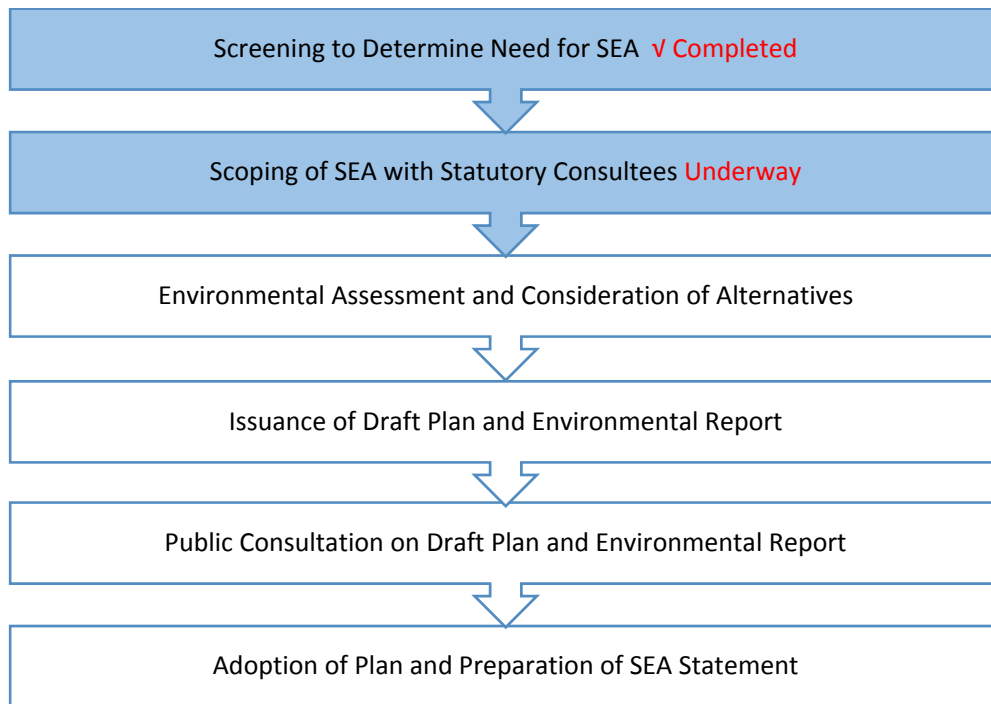 Screening to Determine Need for SEA √ Completed
Scoping of SEA with Statutory Consultees Underway
Environmental Assessment and Consideration of Alternatives
Issuance of Draft Plan and Environmental Report
Public Consultation on Draft Plan and Environmental Report
Adoption of Plan and Preparation of SEA Statement